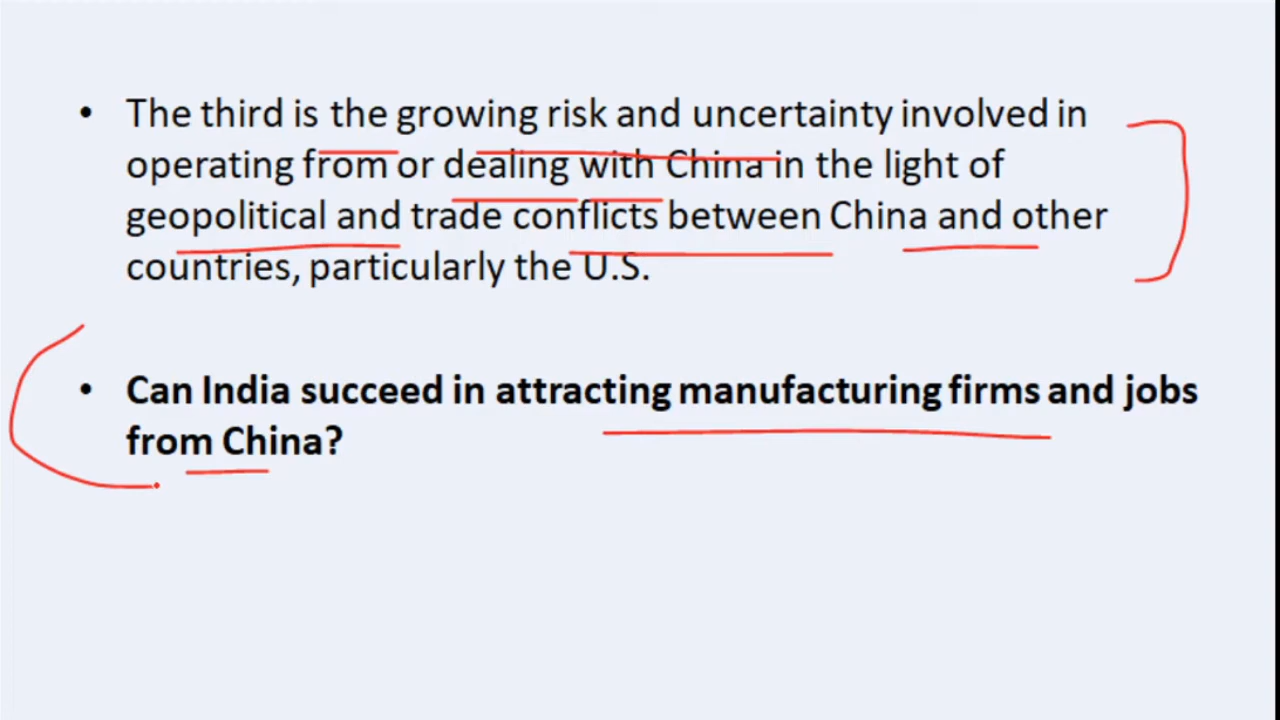 • The third is the growing risk and uncertainty involved in
operating from or dealing with China in the light of
geopolitical and trade conflicts between China and other
countries, particularly the U.S.
• Can India succeed in attracting manufacturing firms and jobs
from China?